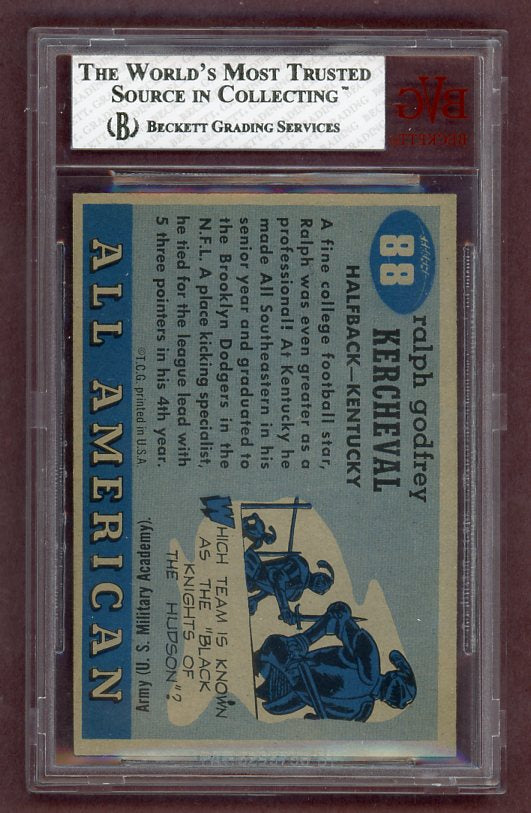 THE WORLD'S MOST TRUSTED
SOURCE IN COLLECTING™
B BECKETT GRADING SERVICES
BVG
BECKETT
88
ralph godfrey
KERCHEVAL
HALFBACK—KENTUCKY
A fine college football star,
Ralph was even greater as a
professional! At Kentucky he
made All Southeastern in his
senior year and graduated to
the Brooklyn Dodgers in the
N.F.L. A place kicking specialist,
he tied for the league lead with
5 three pointers in his 4th year.
©T.C.G. printed in U.S.A.
WHICH TEAM IS KNOWN
AS THE "BLACK
KNIGHTS OF
THE HUDSON"?
Army (U. S. Military Academy).
ALL AMERICAN